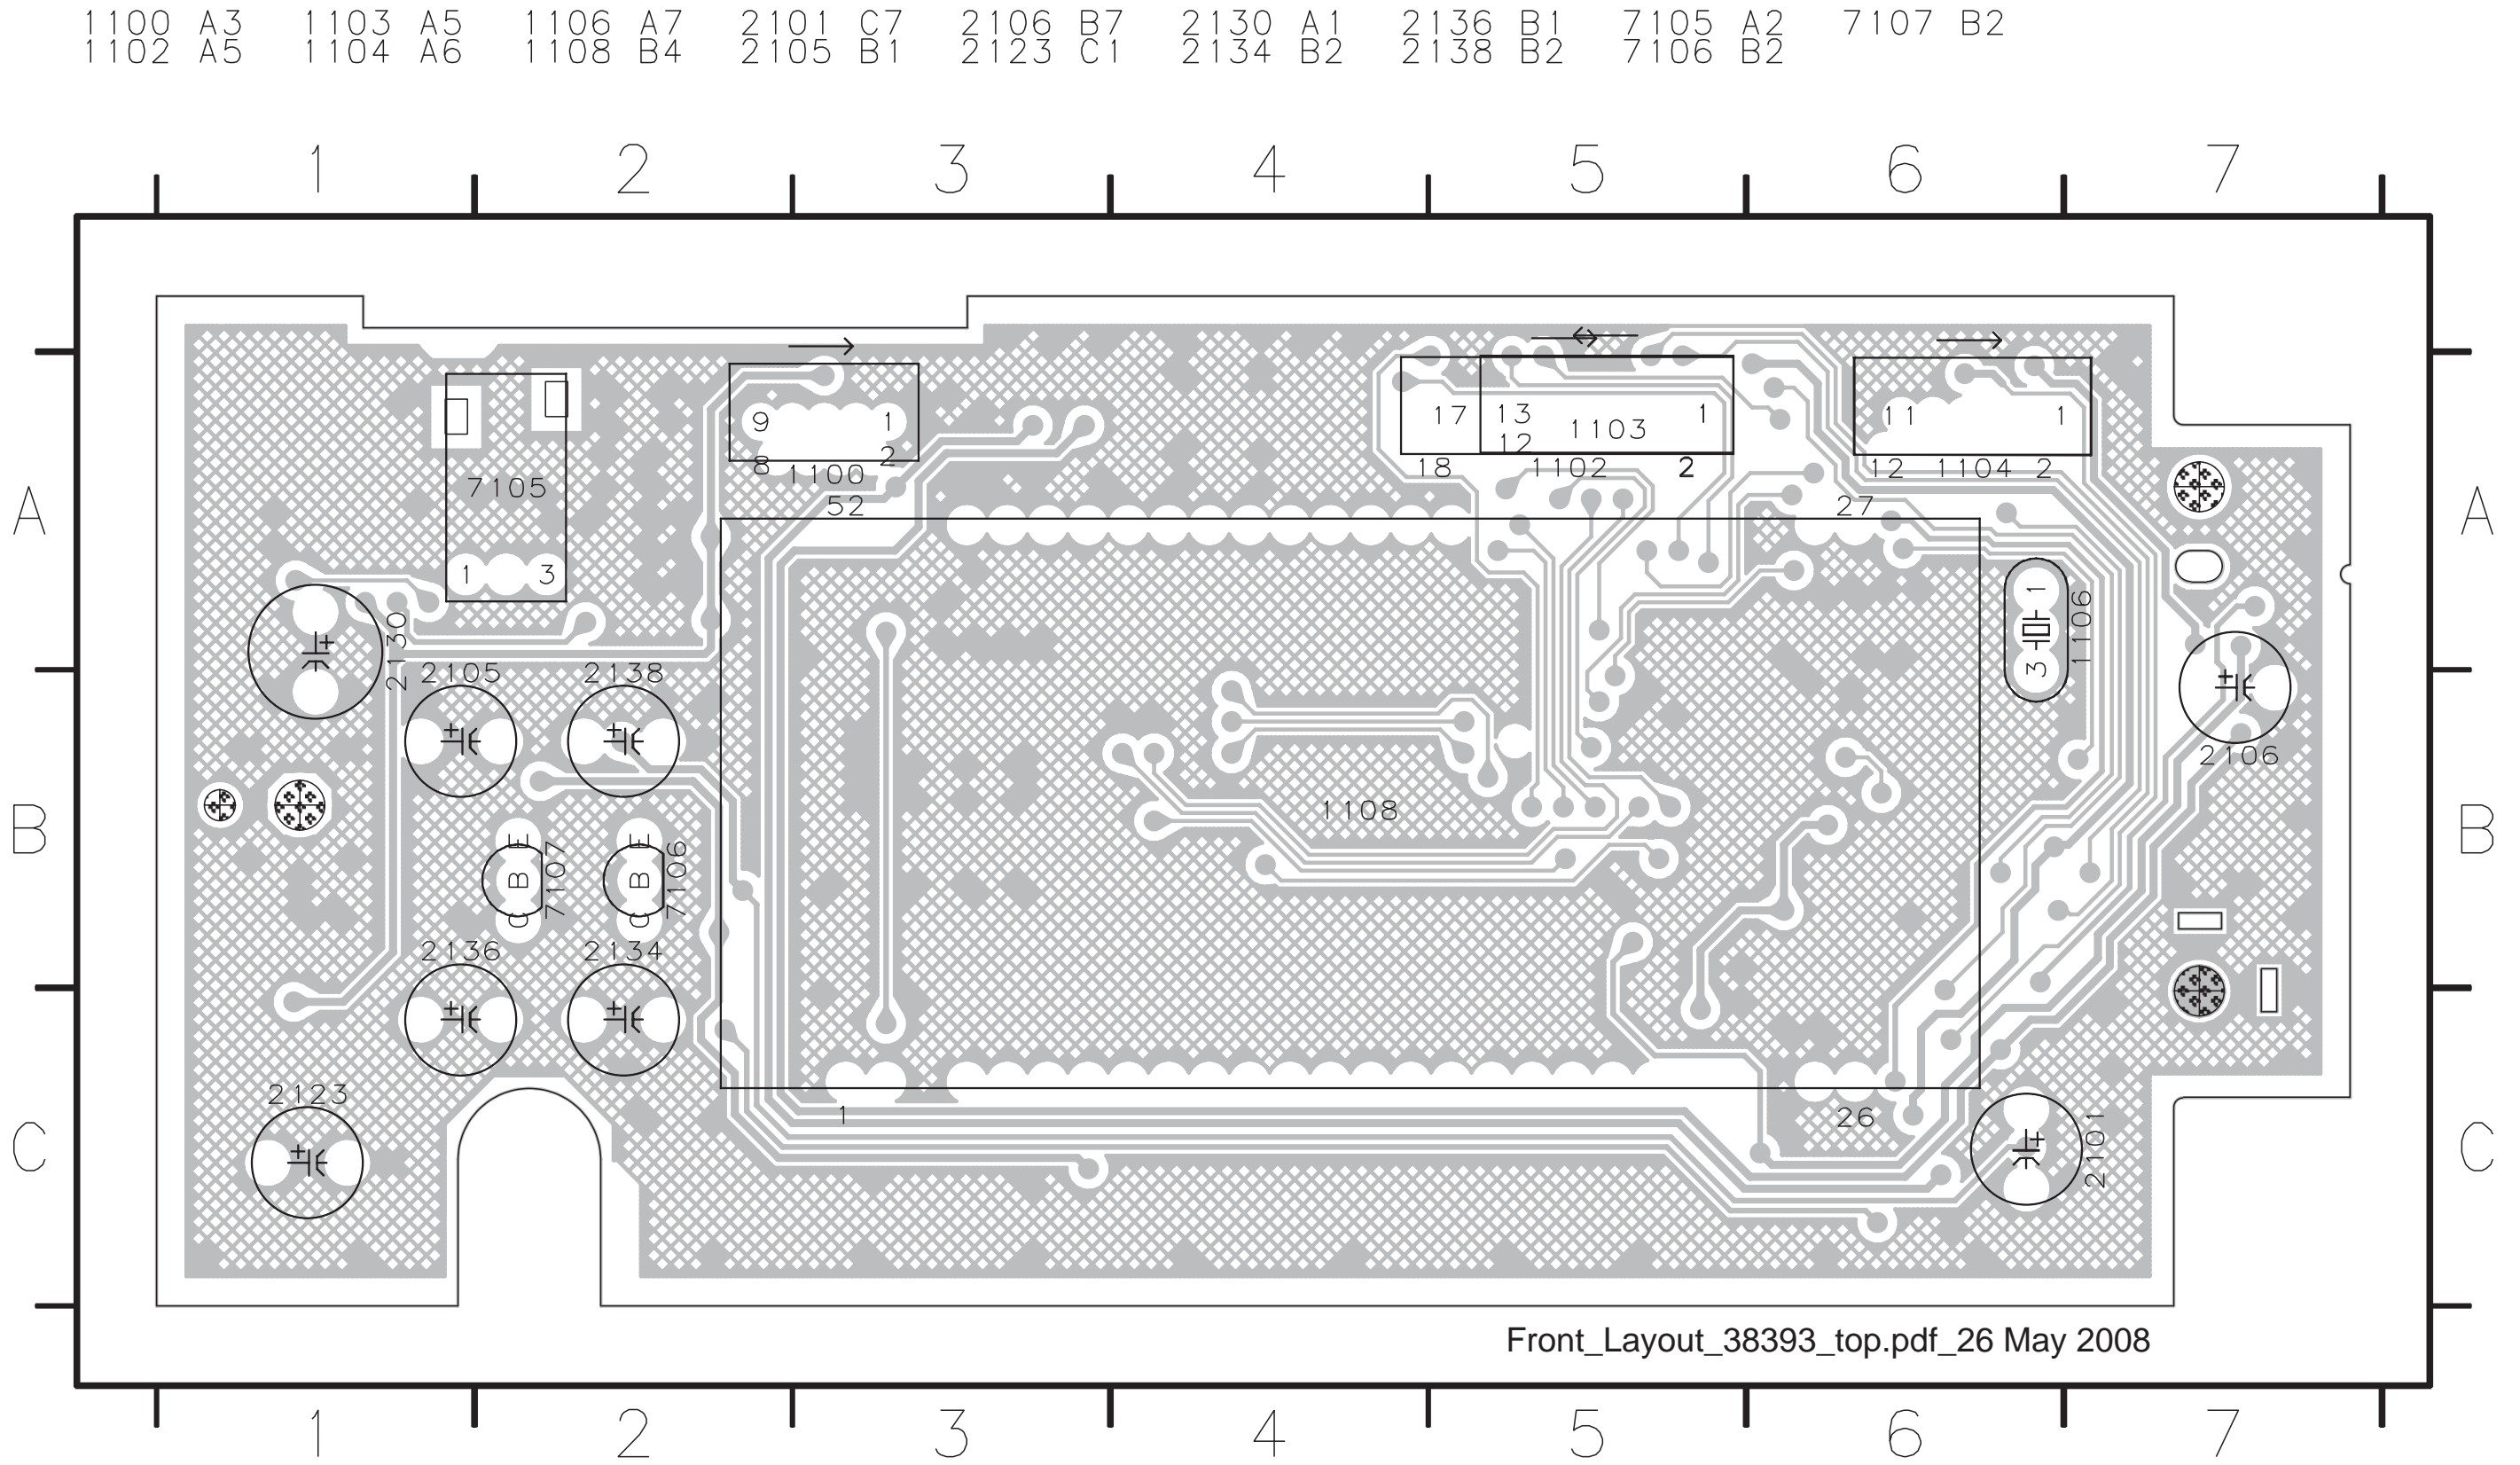 1100 A3 1103 A5 1106 A7 2101 C7 2106 B7 2130 A1 2136 B1 7105 A2 7107 B2
1102 A5 1104 A6 1108 B4 2105 B1 2123 C1 2134 B2 2138 B2 7106 B2
1 2 3 4 5 6 7
9 1 17 13 1 11 1
1103
12
8 1100 2 18 1102 2 12 1104 2
7105
A 52 27 A
1 3
1
1106
2130
3
2105 2138
2106
1108
B B
E E
B B
C C
7107 7106
2136 2134
2123
1 26
C 2101 C
Front_Layout_38393_top.pdf_26 May 2008
1 2 3 4 5 6 7